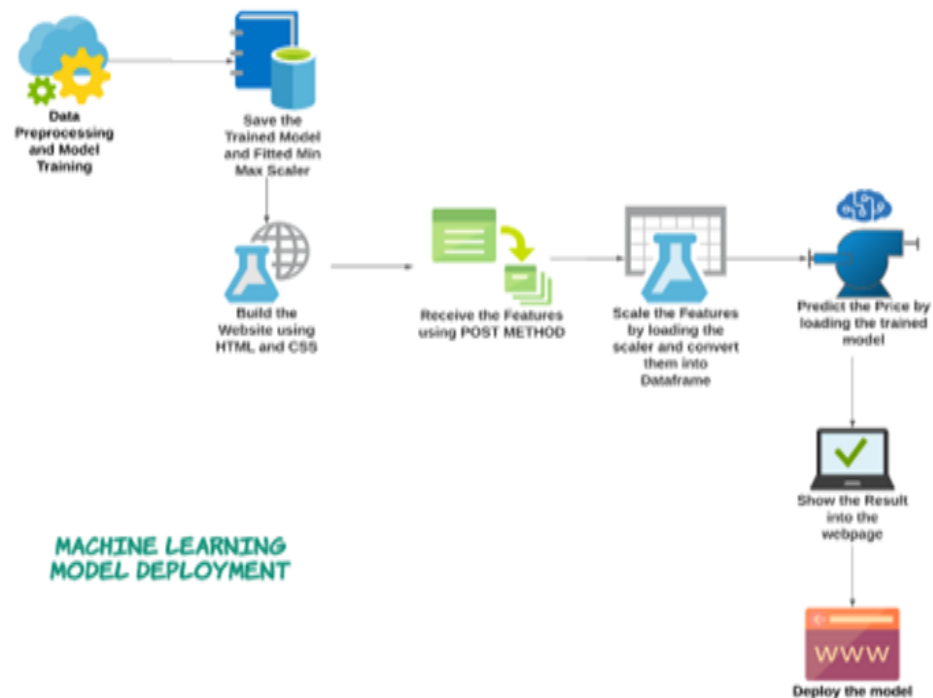 Data
Preprocessing
and Model
Training
Save the
Trained Model
and Fitted Min
Max Scaler
Build the
Website using
HTML and CSS
Receive the Features
using POST METHOD
Scale the Features
by loading the
scaler and convert
them into
Dataframe
Predict the Price by
loading the trained
model
Show the Result
into the
webpage
MACHINE LEARNING
MODEL DEPLOYMENT
WWW
Deploy the model